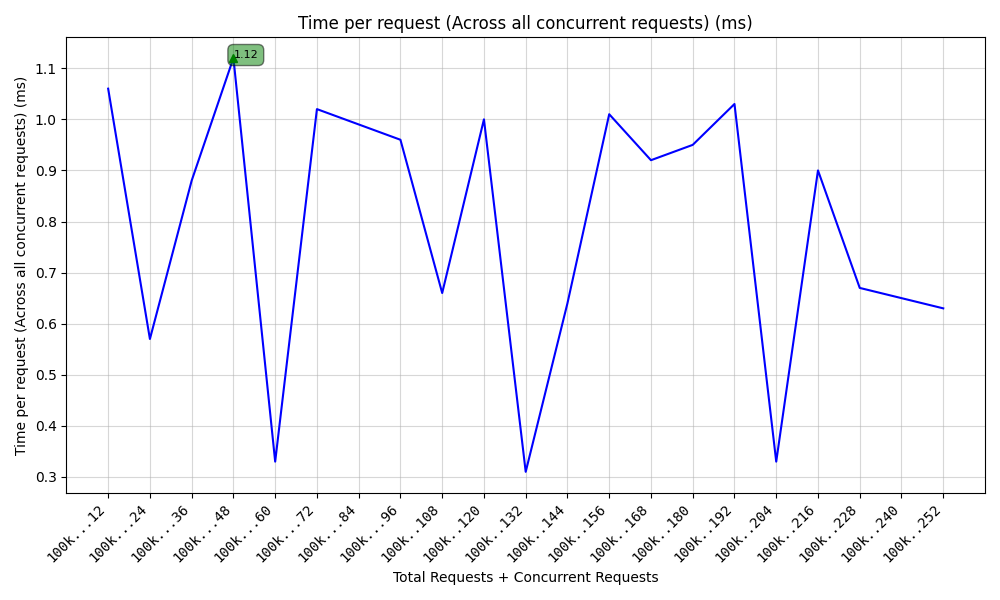 Time per request (Across all concurrent requests) (ms)
1.12
Time per request (Across all concurrent requests) (ms)
1.1
1.0
0.9
0.8
0.7
0.6
0.5
0.4
0.3
100k...12
100k...24
100k...36
100k...48
100k...60
100k...72
100k...84
100k...96
100k..108
100k..120
100k..132
100k..144
100k..156
100k..168
100k..180
100k..192
100k..204
100k..216
100k..228
100k..240
100k..252
Total Requests + Concurrent Requests